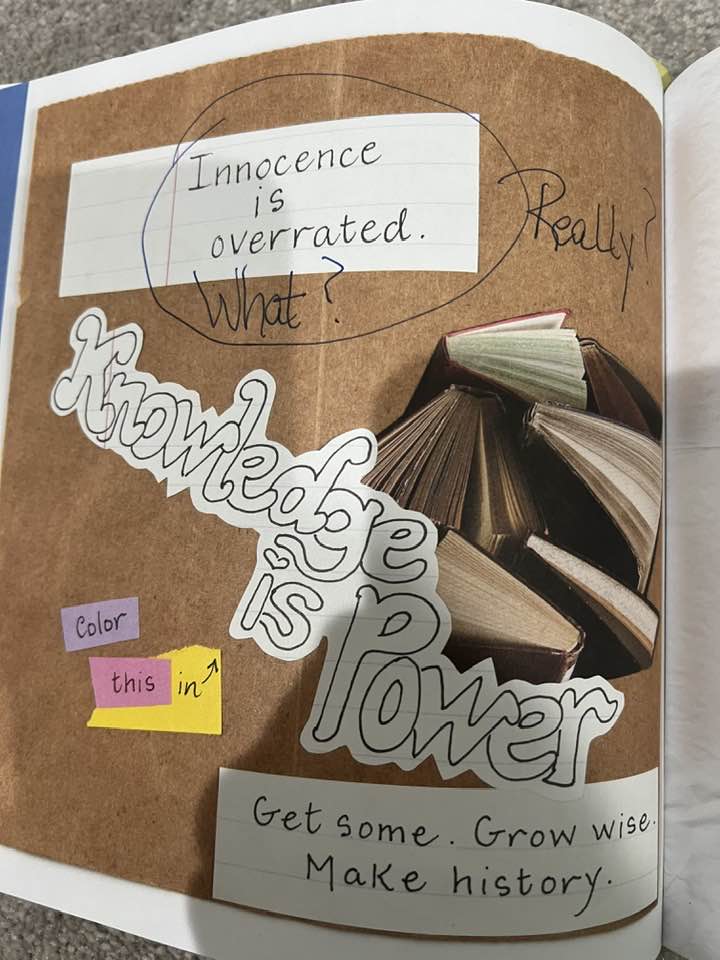 Innocence
is
overrated.
What?
Really?
Knowledge
is
Power
Color
this in
Get some. Grow wise.
Make history.